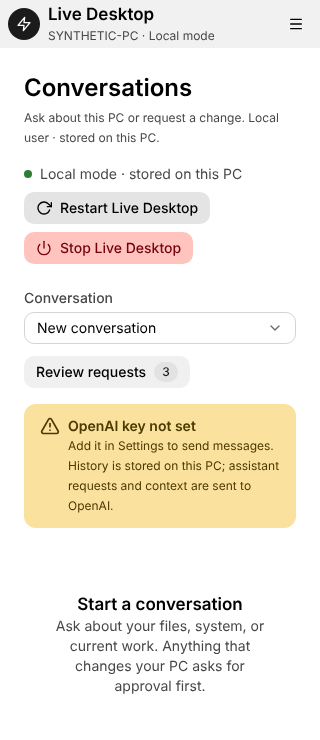 Live Desktop
SYNTHETIC-PC · Local mode
Conversations
Ask about this PC or request a change. Local
user · stored on this PC.
Local mode · stored on this PC
Restart Live Desktop
Stop Live Desktop
Conversation
New conversation
Review requests 3
OpenAI key not set
Add it in Settings to send messages.
History is stored on this PC; assistant
requests and context are sent to
OpenAI.
Start a conversation
Ask about your files, system, or
current work. Anything that
changes your PC asks for
approval first.